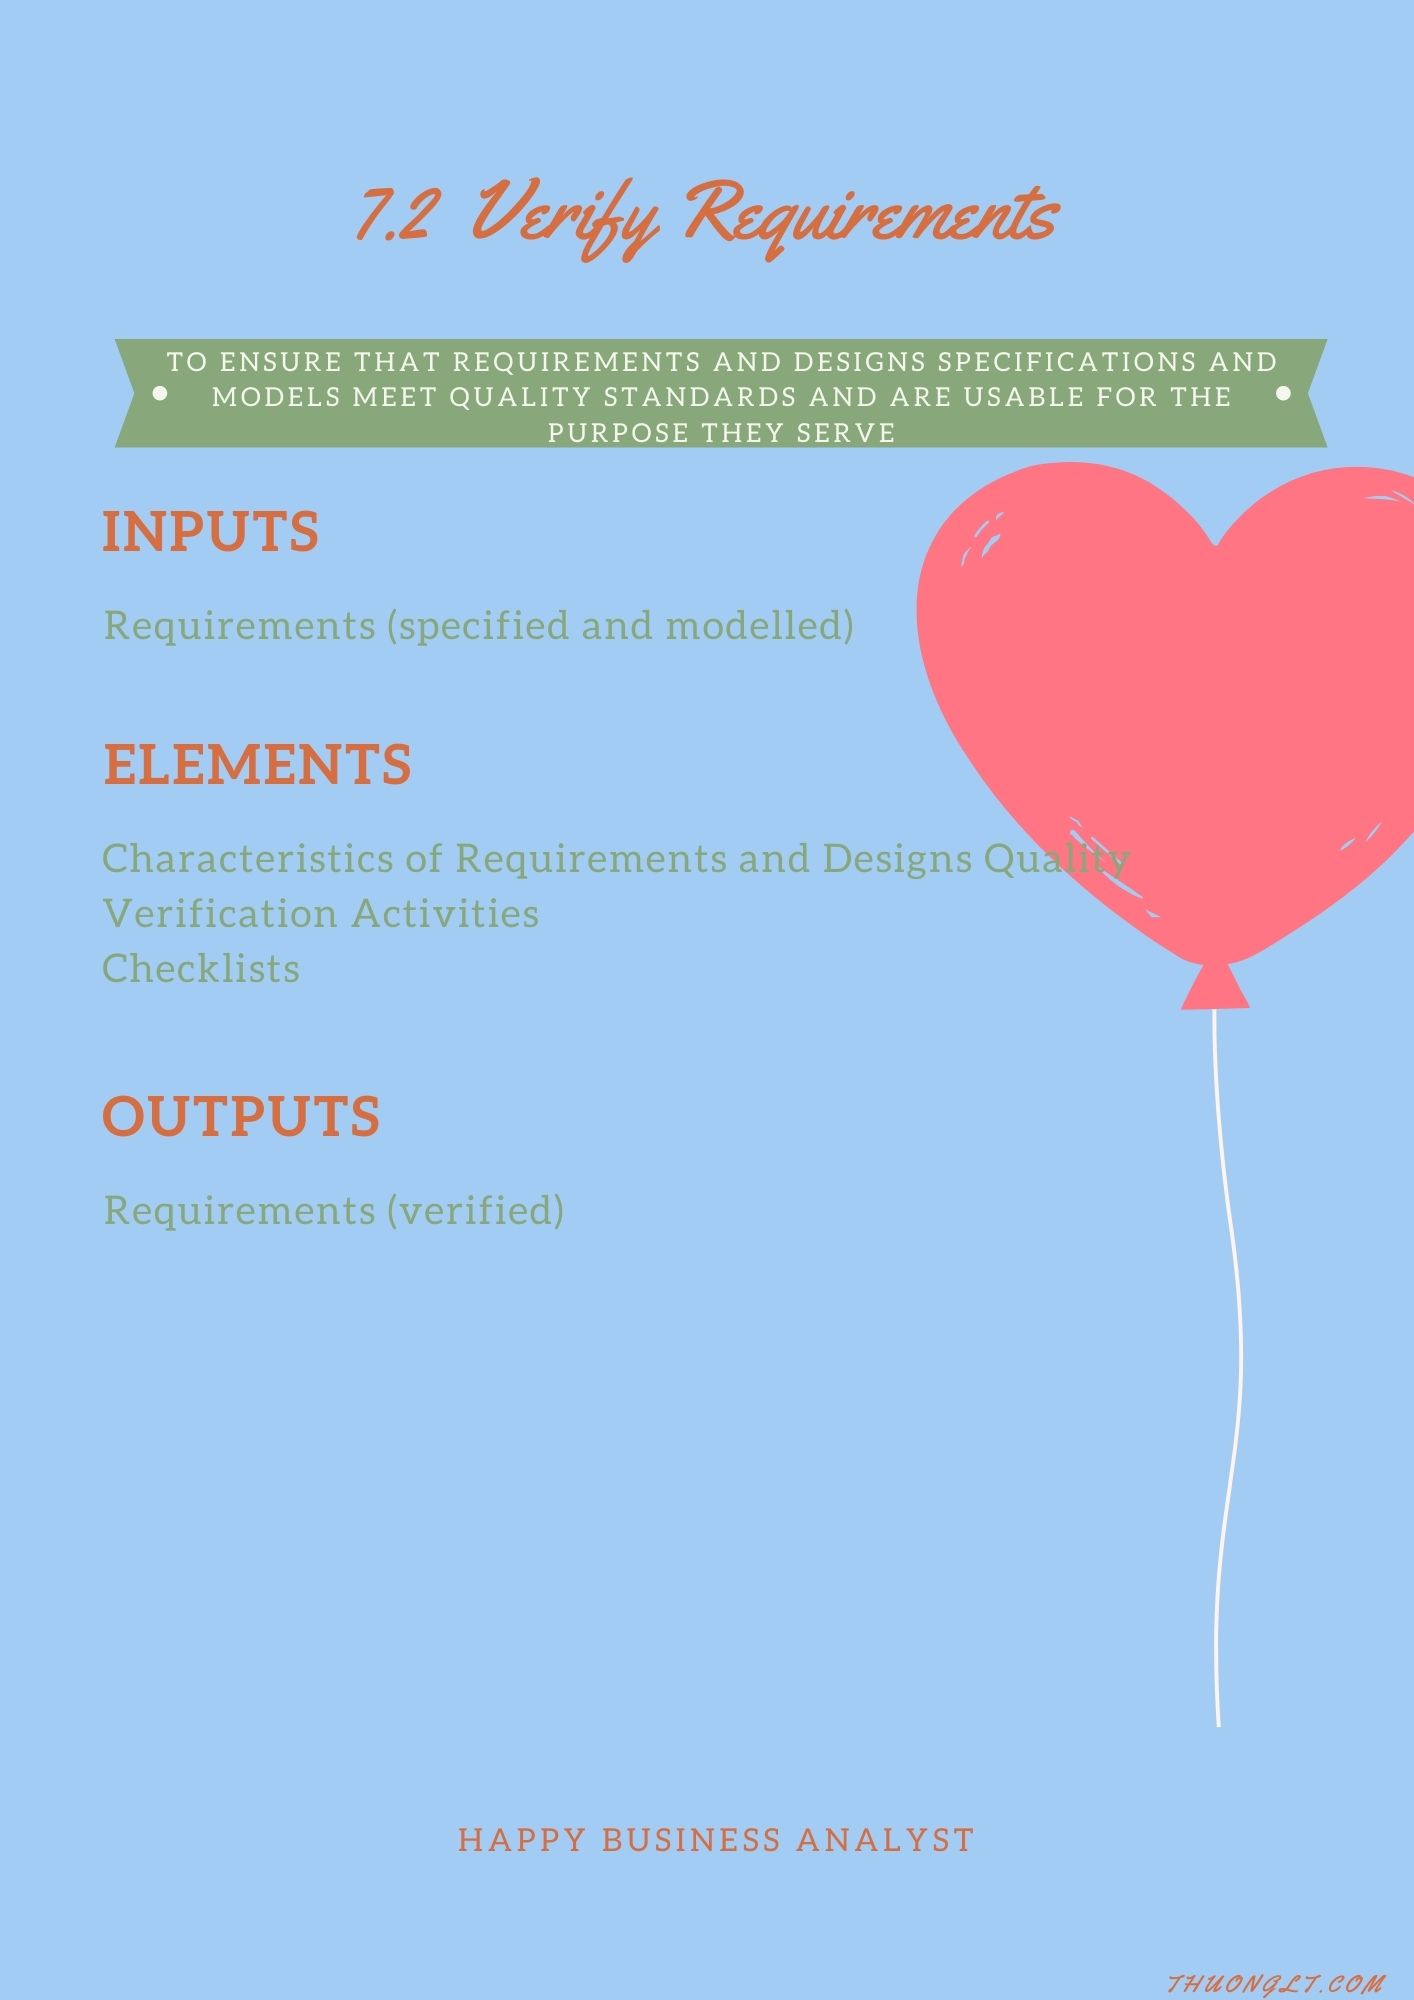 7.2 Verify Requirements
TO ENSURE THAT REQUIREMENTS AND DESIGNS SPECIFICATIONS AND
MODELS MEET QUALITY STANDARDS AND ARE USABLE FOR THE
PURPOSE THEY SERVE
INPUTS
Requirements (specified and modelled)
ELEMENTS
Characteristics of Requirements and Designs Quality
Verification Activities
Checklists
OUTPUTS
Requirements (verified)
HAPPY BUSINESS ANALYST
THUONGLT.COM